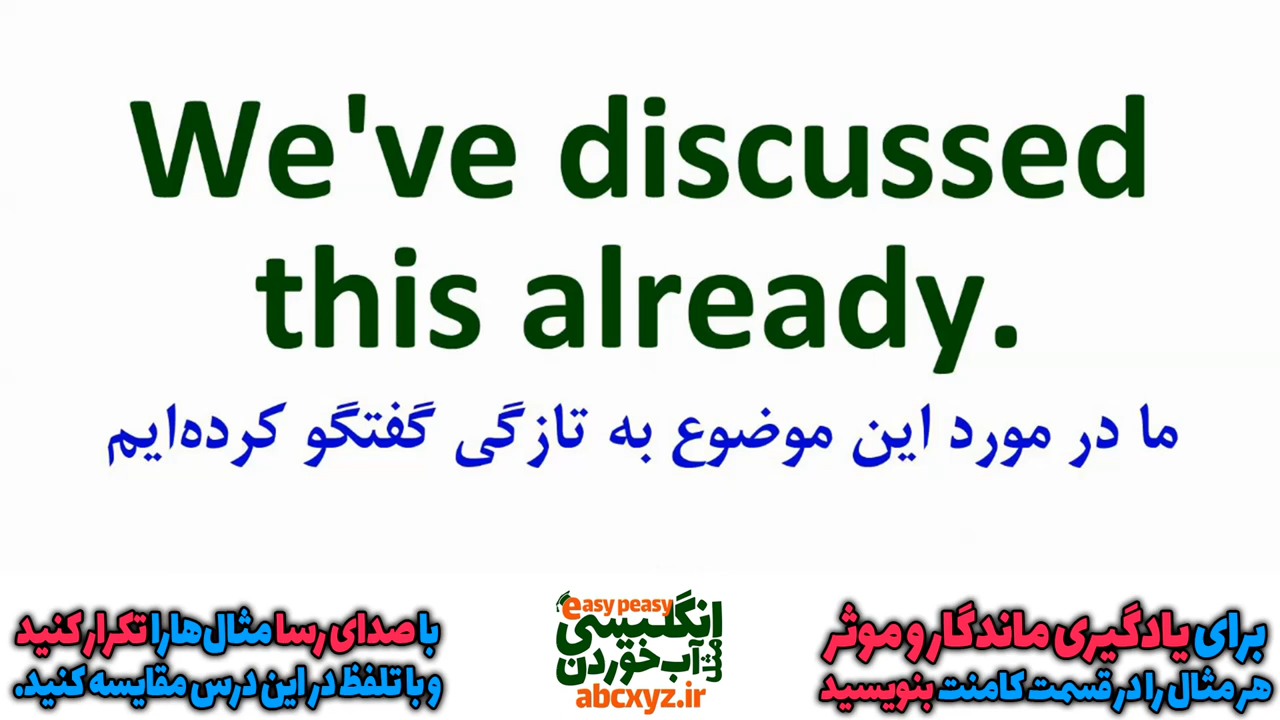 We've discussed
this already.
ما در مورد این موضوع به تازگی گفتگو کرده‌ایم
برای یادگیری ماندگار و موثر
هر مثال را در قسمت کامنت بنویسید
easy peasy
انگلیسی
مثل آب خوردن
abcxyz.ir
با صدای رسا مثال‌ها را تکرار کنید
و با تلفظ در این درس مقایسه کنید.